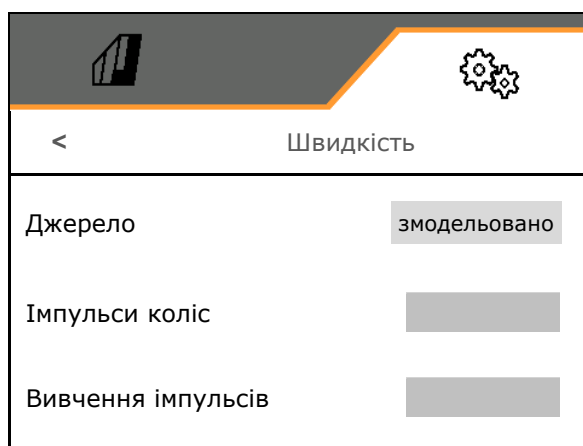 < Швидкість
Джерело змодельовано
Імпульси коліс
Вивчення імпульсів